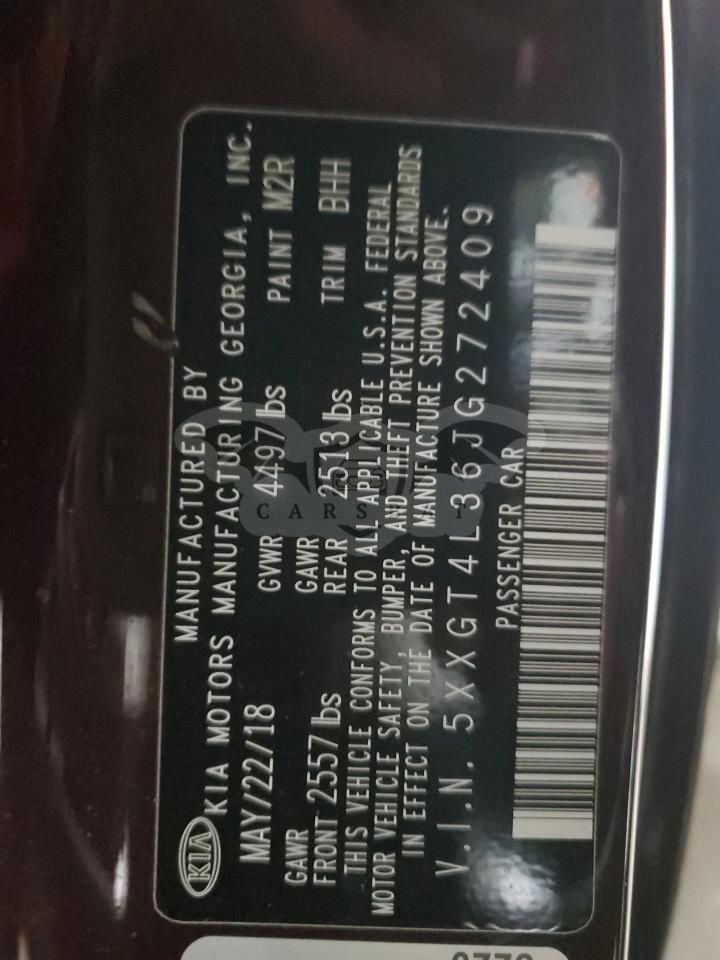 MANUFACTURED BY
KIA KIA MOTORS MANUFACTURING GEORGIA, INC.
MAY/22/18 GVWR 4497 lbs PAINT M2R
GAWR GAWR
FRONT 2557 lbs REAR 2513 lbs TRIM BHH
THIS VEHICLE CONFORMS TO ALL APPLICABLE U.S.A. FEDERAL
MOTOR VEHICLE SAFETY, BUMPER, AND THEFT PREVENTION STANDARDS
IN EFFECT ON THE DATE OF MANUFACTURE SHOWN ABOVE.
V.I.N. 5XXGT4L36JG272409
PASSENGER CAR